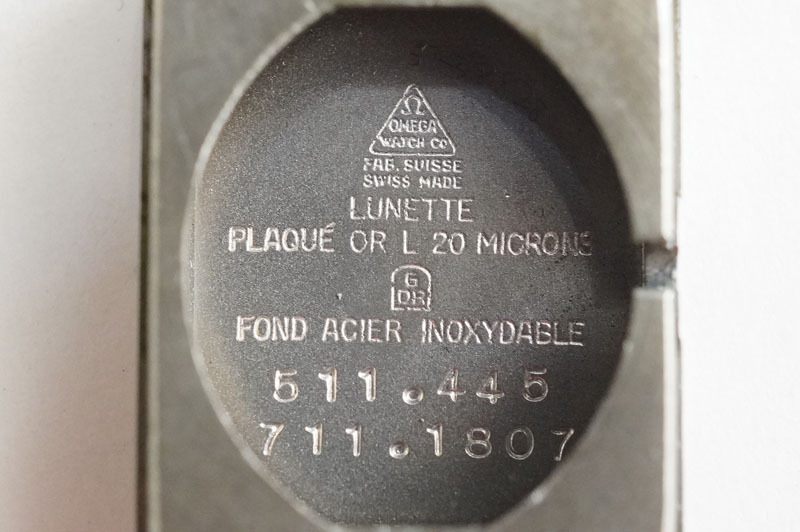 Ω
OMEGA
WATCH CO
FAB. SUISSE
SWISS MADE
LUNETTE
PLAQUÉ OR L 20 MICRONS
G
DR
FOND ACIER INOXYDABLE
511.445
711.1807